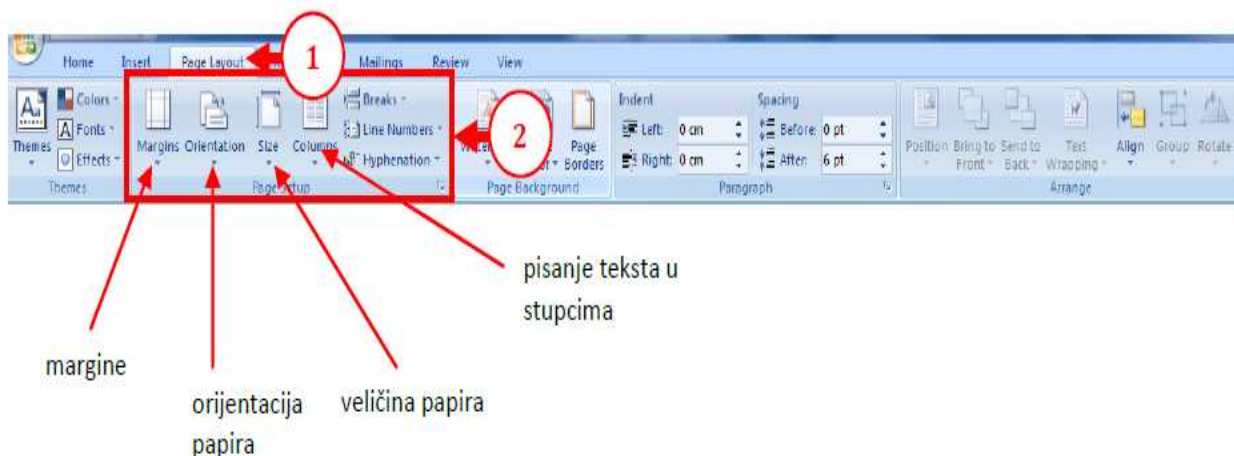 Home Insert Page Layout Mailings Review View
1
Colors
Fonts
Effects
Themes
Margins Orientation Size Columns
Breaks
Line Numbers
Hyphenation
2
Page Borders
Indent
Left: 0 cm
Right: 0 cm
Spacing
Before: 0 pt
After: 6 pt
Position Bring to Front Send to Back Text Wrapping Align Group Rotate
Themes Page Setup Page Background Paragraph Arrange
pisanje teksta u
stupcima
margine
orijentacija
papira
veličina papira